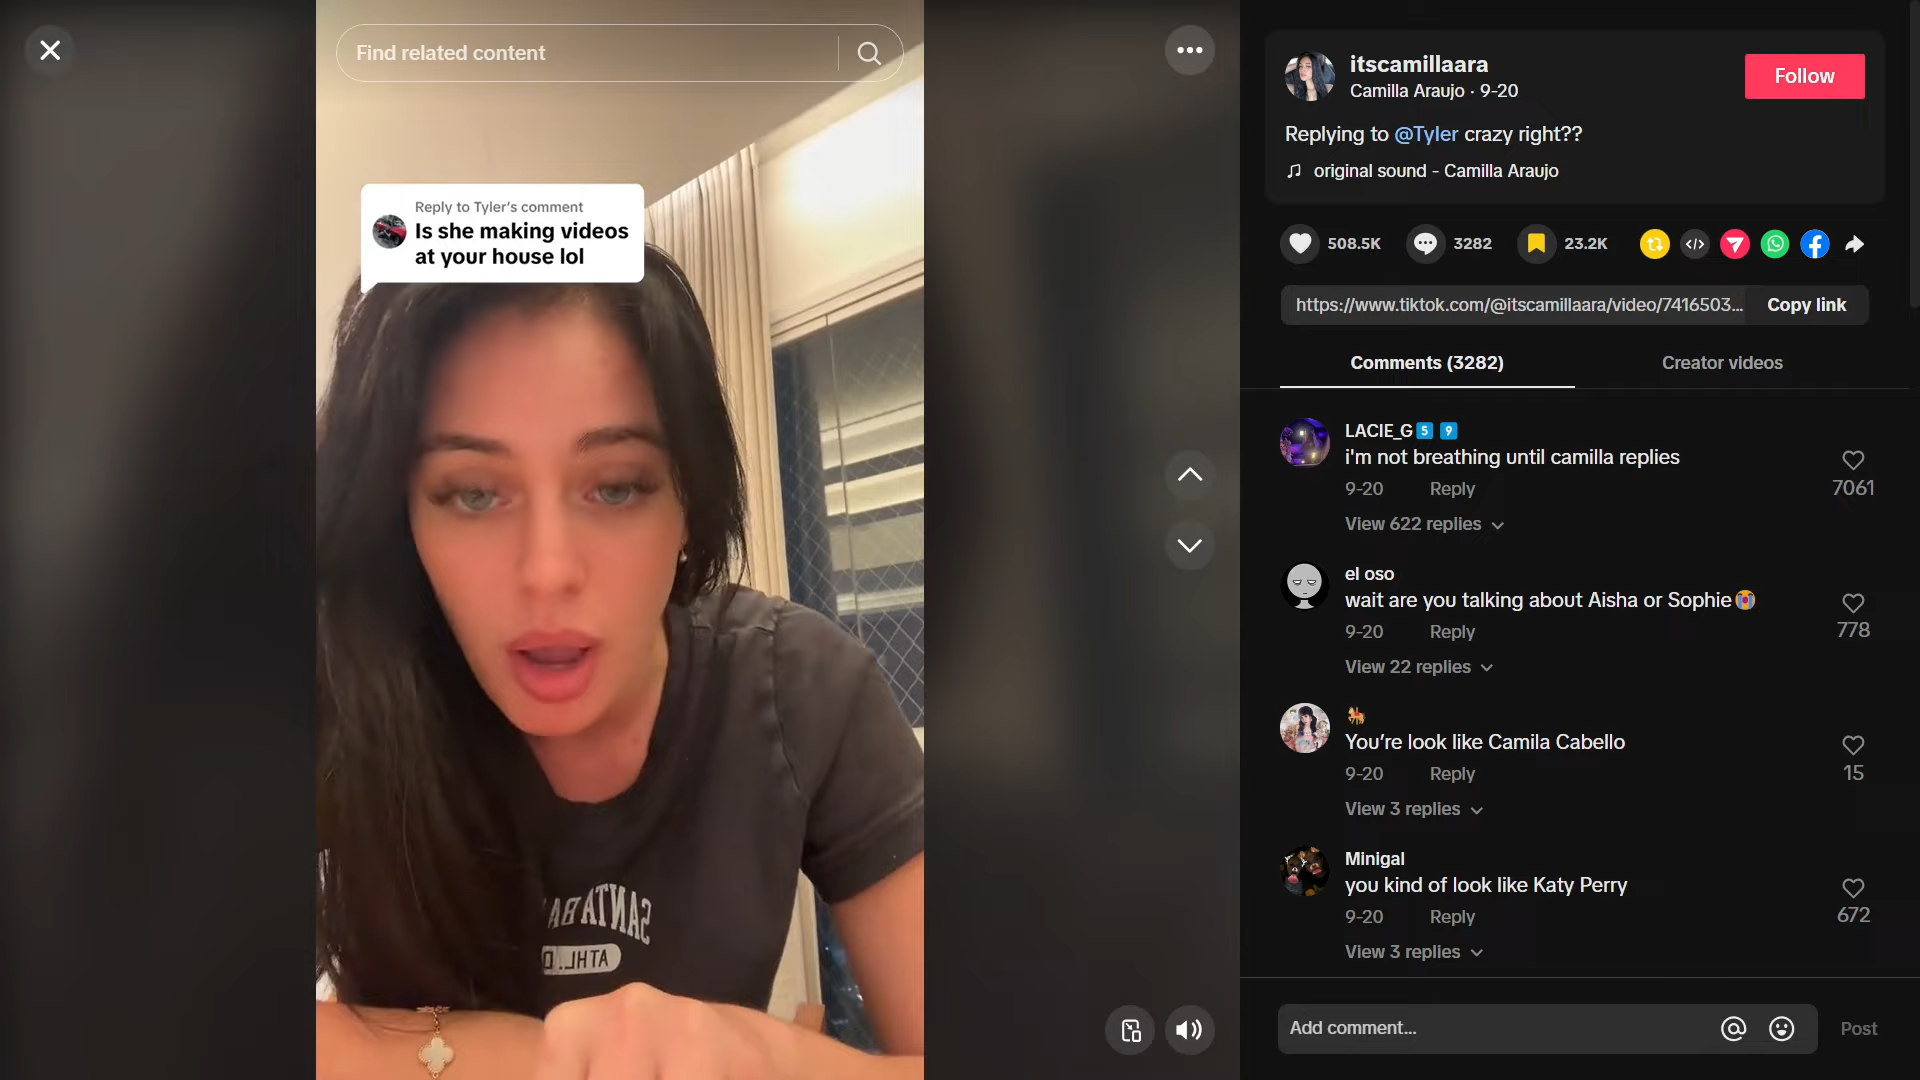 Find related content
Reply to Tyler's comment
Is she making videos
at your house lol
SANTA BA
ATHL. D
itscamillaara
Camilla Araujo · 9-20
Follow
Replying to @Tyler crazy right??
original sound - Camilla Araujo
508.5K
3282
23.2K
https://www.tiktok.com/@itscamillaara/video/7416503...
Copy link
Comments (3282)
Creator videos
LACIE_G 5 9
i'm not breathing until camilla replies
9-20 Reply
7061
View 622 replies
el oso
wait are you talking about Aisha or Sophie😭
9-20 Reply
778
View 22 replies
🐎
You're look like Camila Cabello
9-20 Reply
15
View 3 replies
Minigal
you kind of look like Katy Perry
9-20 Reply
672
View 3 replies
Add comment...
Post